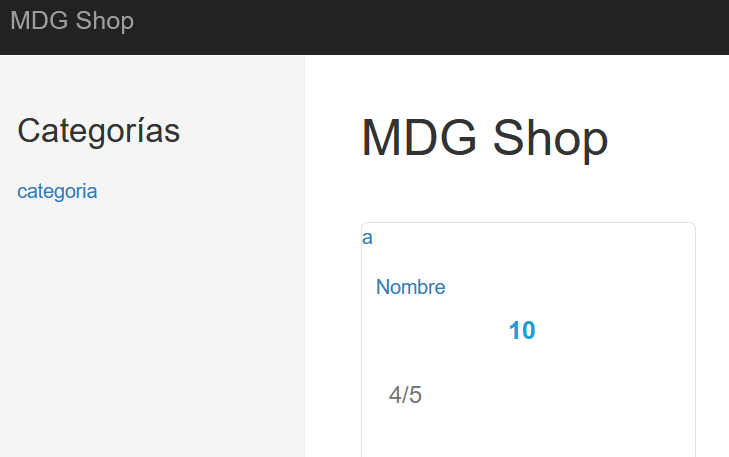 MDG Shop
Categorías
categoria
MDG Shop
a
Nombre
10
4/5